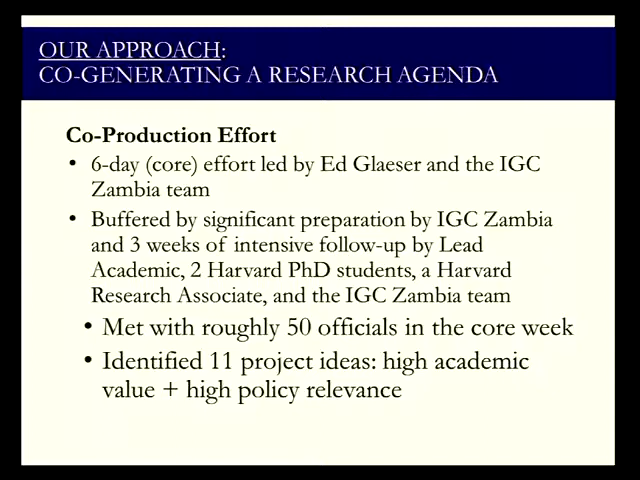 OUR APPROACH:
CO-GENERATING A RESEARCH AGENDA
Co-Production Effort
• 6-day (core) effort led by Ed Glaeser and the IGC
Zambia team
• Buffered by significant preparation by IGC Zambia
and 3 weeks of intensive follow-up by Lead
Academic, 2 Harvard PhD students, a Harvard
Research Associate, and the IGC Zambia team
• Met with roughly 50 officials in the core week
• Identified 11 project ideas: high academic
value + high policy relevance